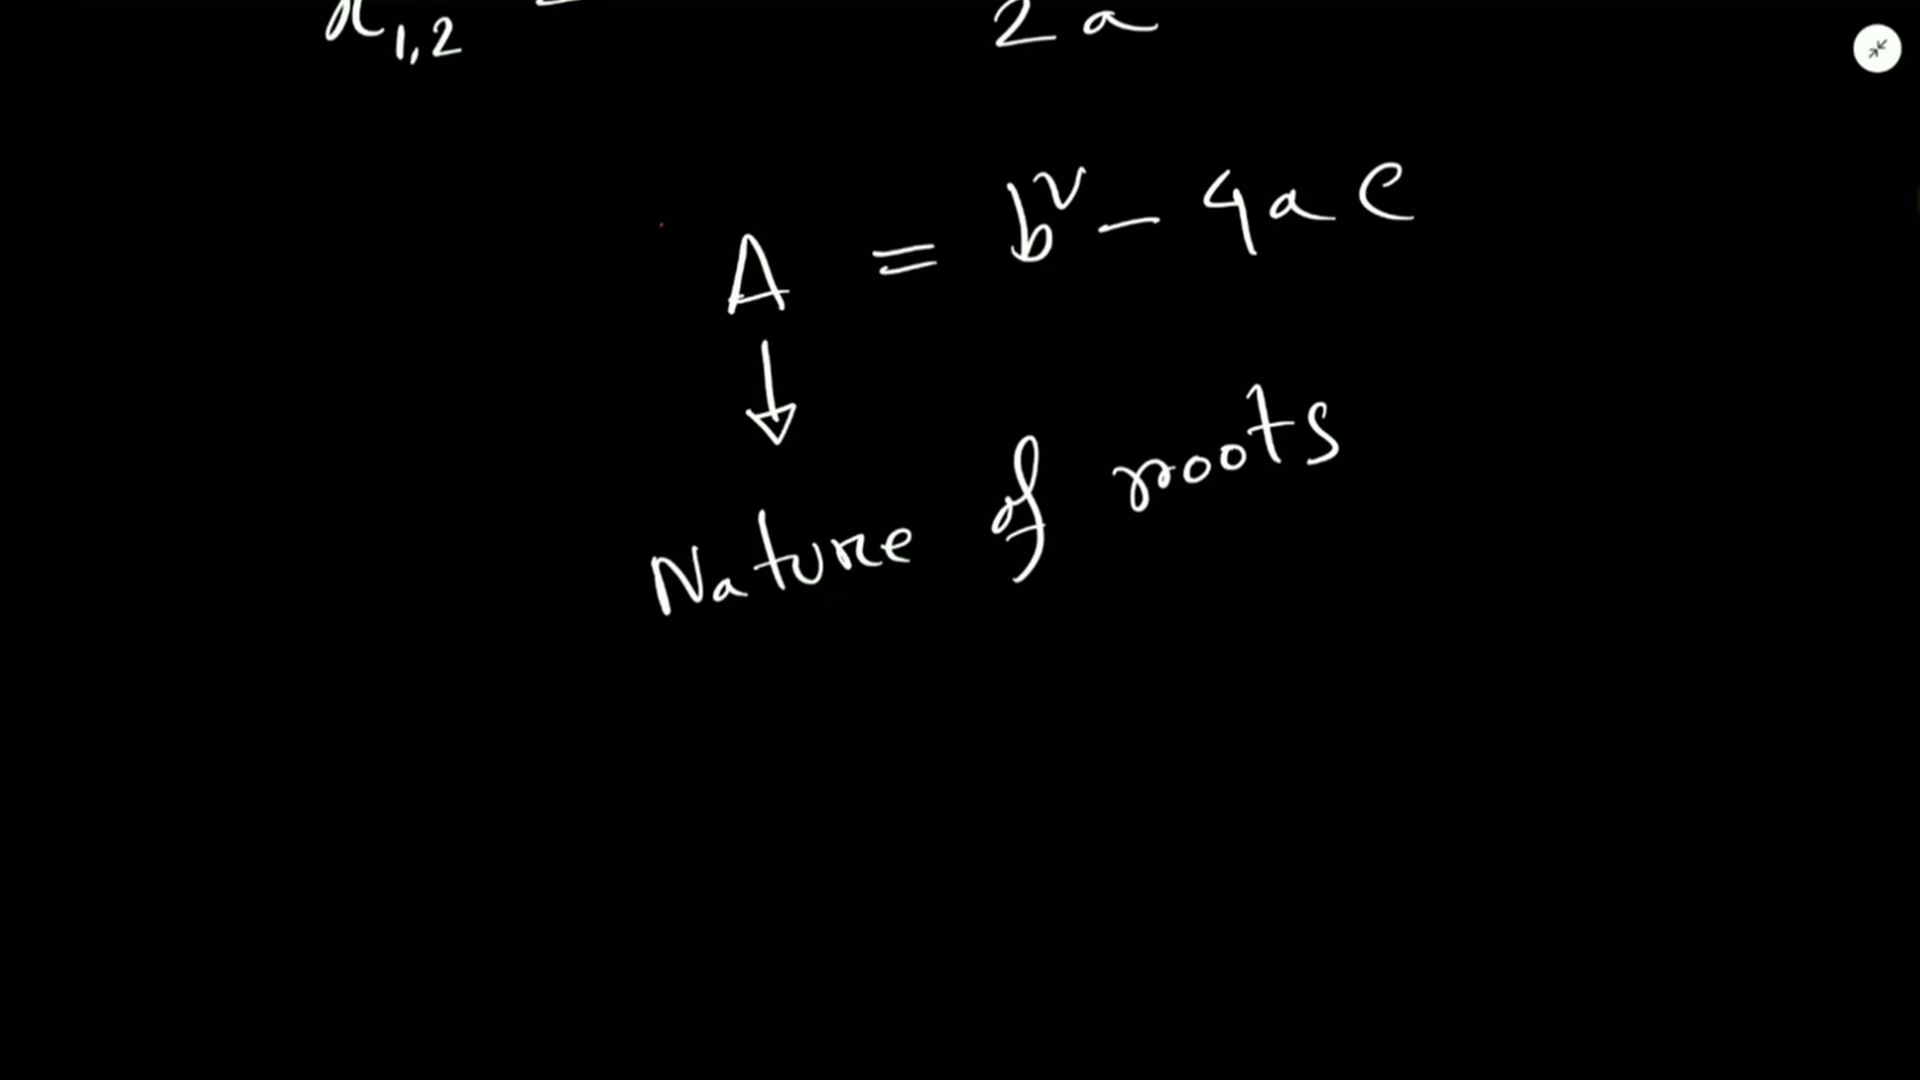 x₁,₂ =
2a
Δ = b² - 4ac
↓
Nature of roots